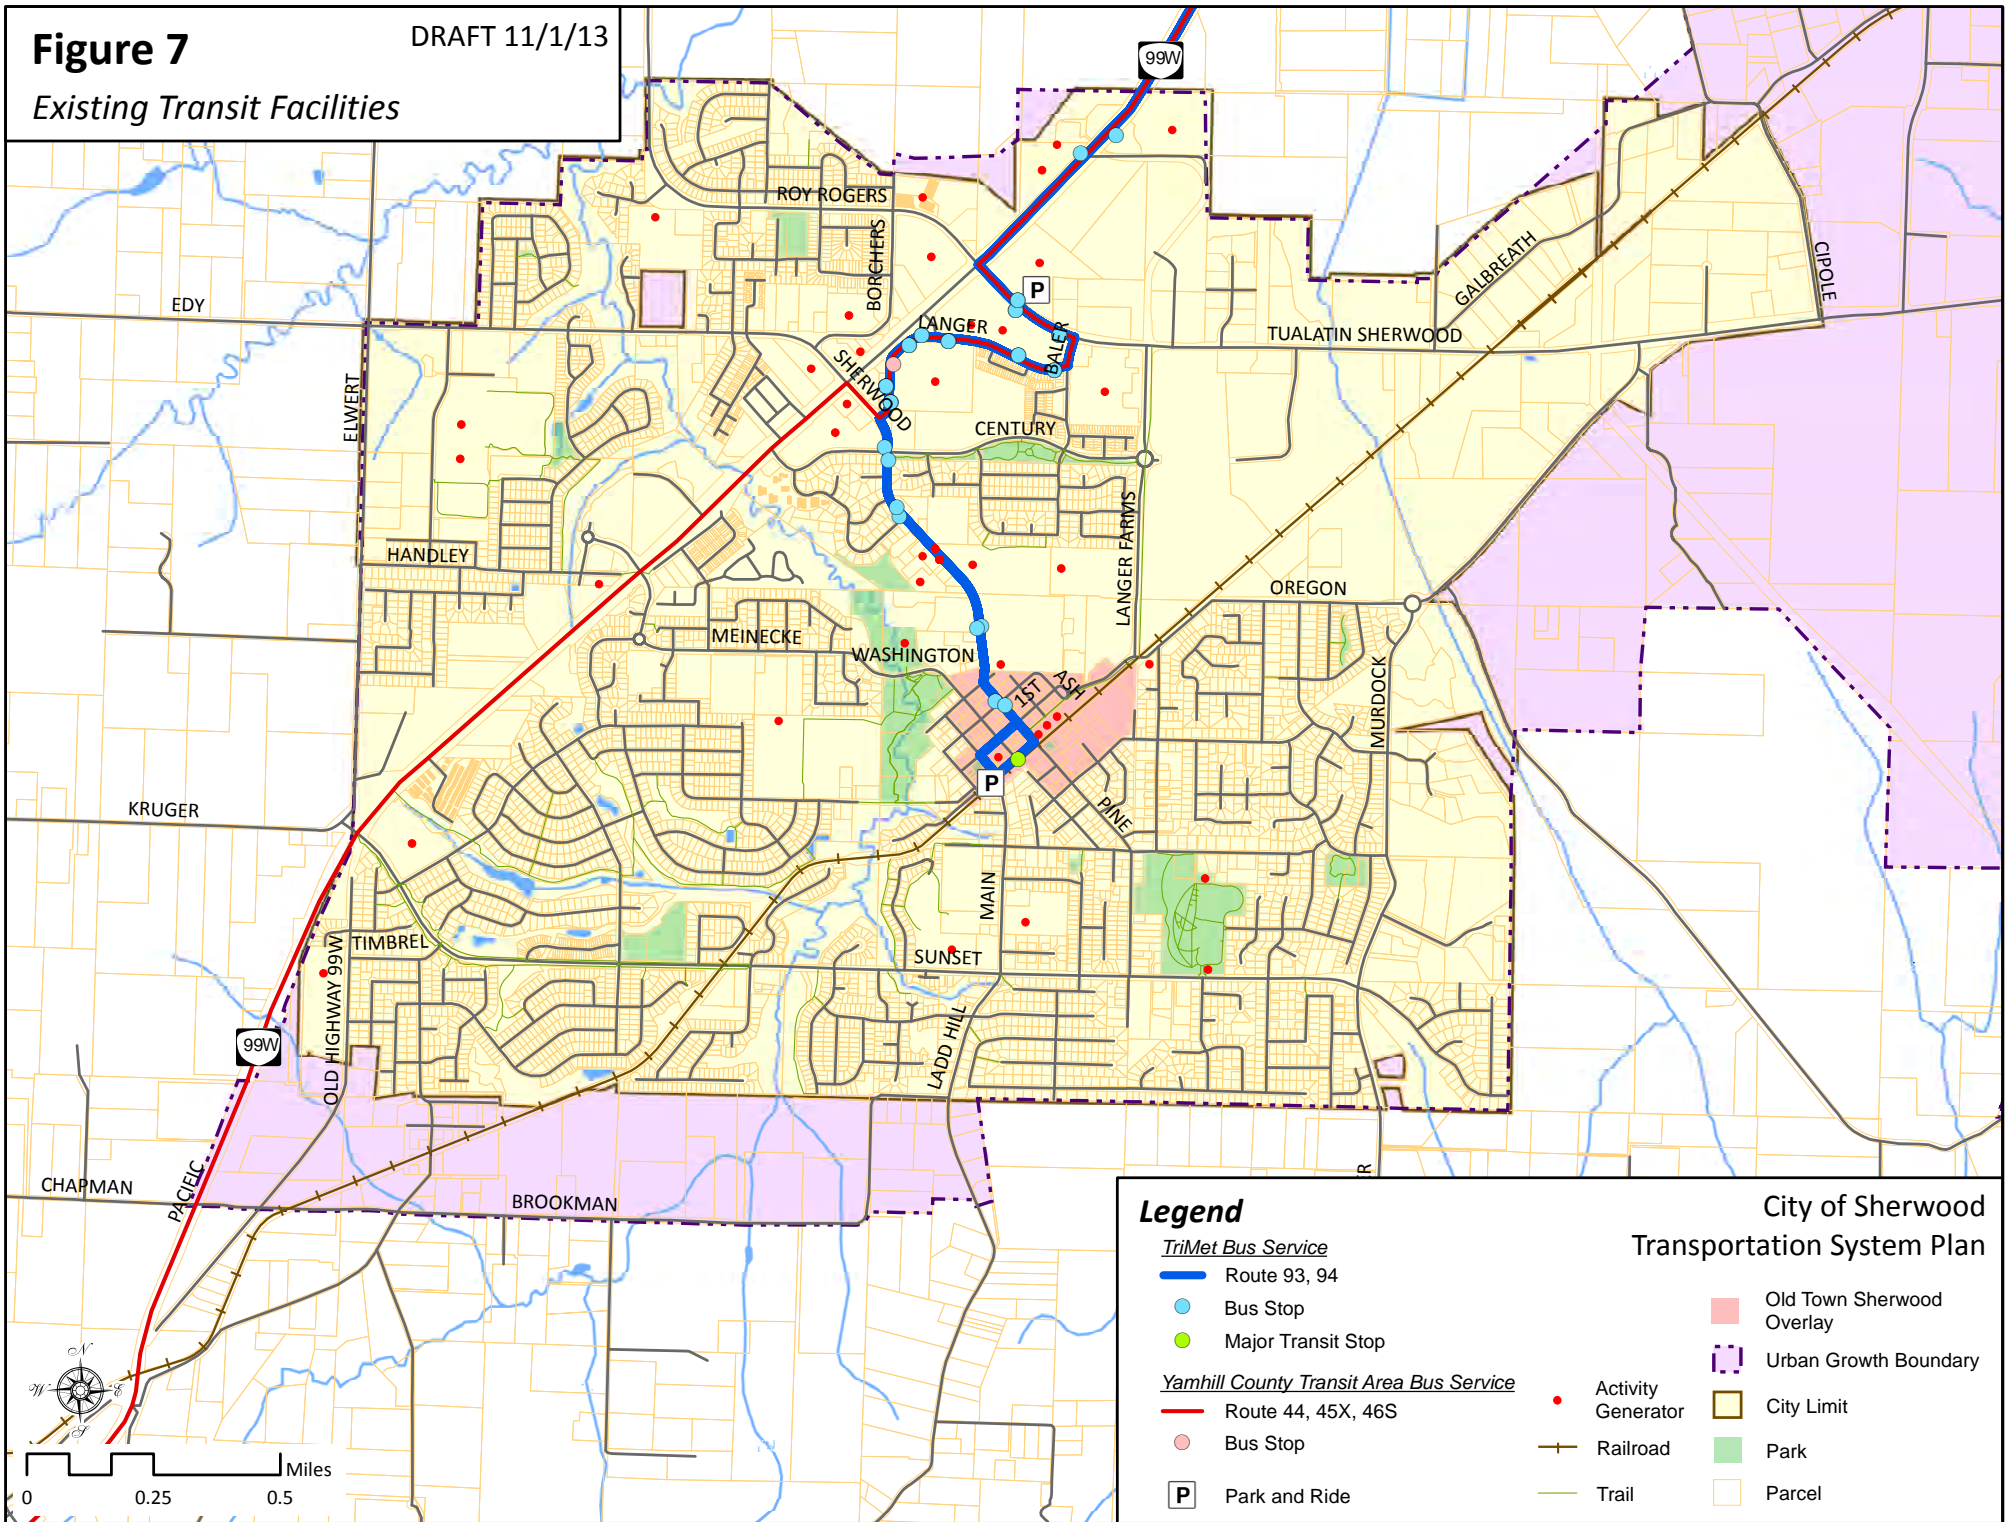 Figure 7
DRAFT 11/1/13
Existing Transit Facilities
99W
ROY ROGERS
BORCHERS
GALBREATH
CIPOLE
EDY
P
LANGER
BALER
TUALATIN SHERWOOD
SHERWOOD
ELWERT
CENTURY
LANGER FARMS
HANDLEY
OREGON
MEINECKE
WASHINGTON
ASH
1ST
MURDOCK
P
PINE
KRUGER
MAIN
TIMBREL
SUNSET
OLD HIGHWAY 99W
99W
LADD HILL
PACIFIC
CHAPMAN
BROOKMAN
ER
Legend
City of Sherwood
Transportation System Plan
TriMet Bus Service
Route 93, 94
Bus Stop
Major Transit Stop
Yamhill County Transit Area Bus Service
Route 44, 45X, 46S
Bus Stop
P Park and Ride
Activity
Generator
Railroad
Trail
Old Town Sherwood
Overlay
Urban Growth Boundary
City Limit
Park
Parcel
N
W E
S
Miles
0 0.25 0.5